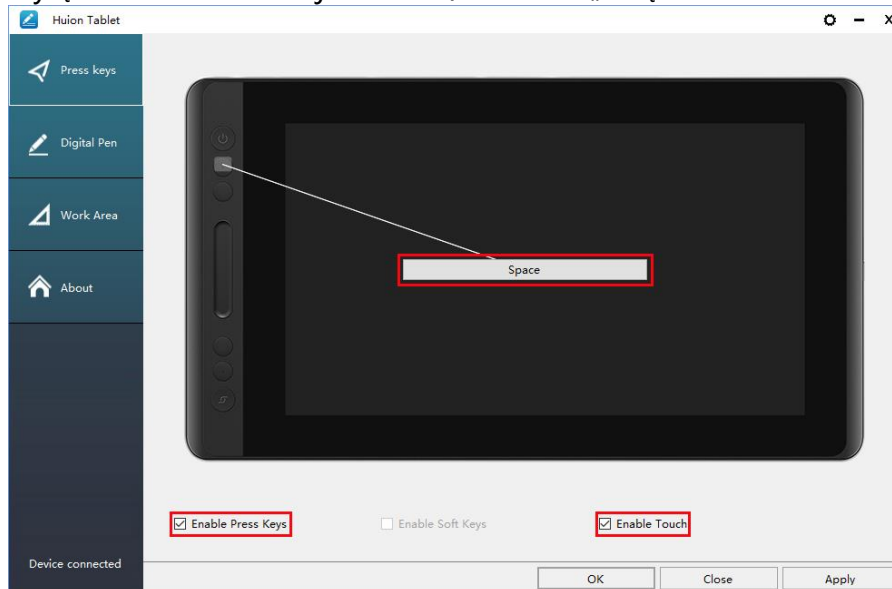 Huion Tablet
Press keys
Digital Pen
Work Area
About
Space
Enable Press Keys
Enable Soft Keys
Enable Touch
Device connected
OK
Close
Apply